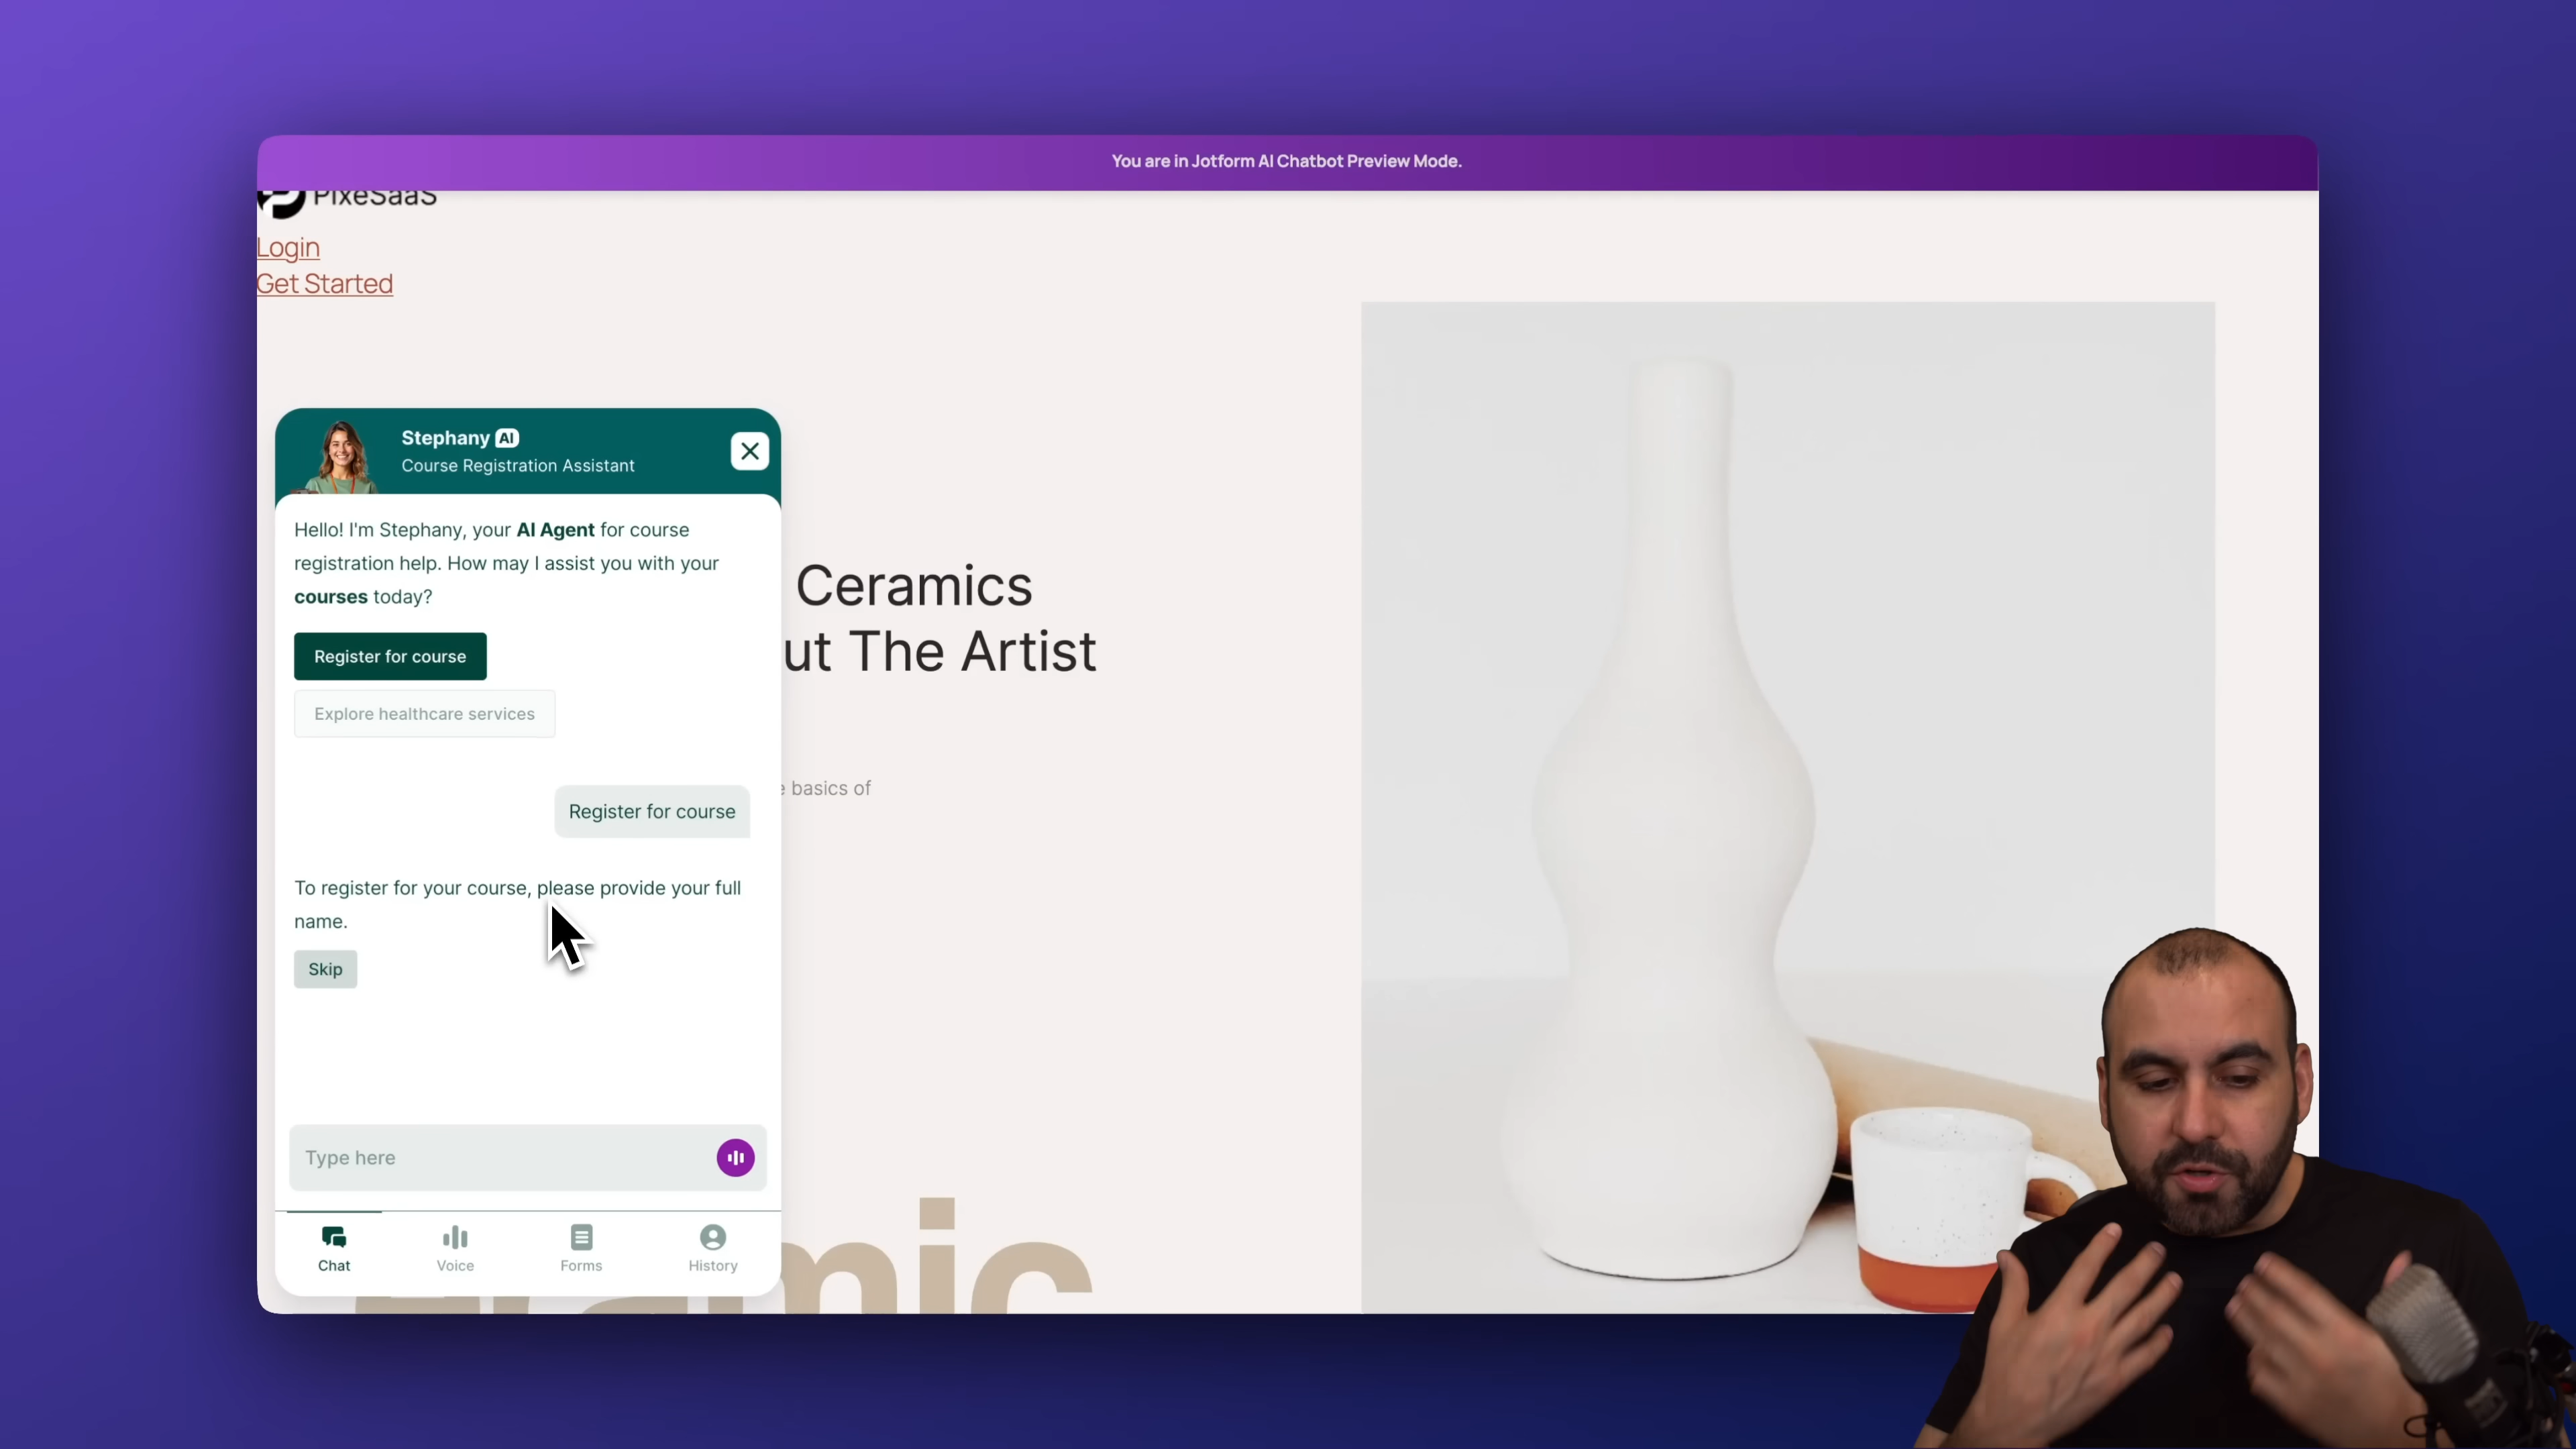 You are in Jotform AI Chatbot Preview Mode.
PixeSaaS
Login
Get Started
Stephany AI
Course Registration Assistant
Hello! I'm Stephany, your AI Agent for course
registration help. How may I assist you with your
courses today?
Register for course
Explore healthcare services
Register for course
To register for your course, please provide your full
name.
Skip
Type here
Chat
Voice
Forms
History
Ceramics
ut The Artist
basics of